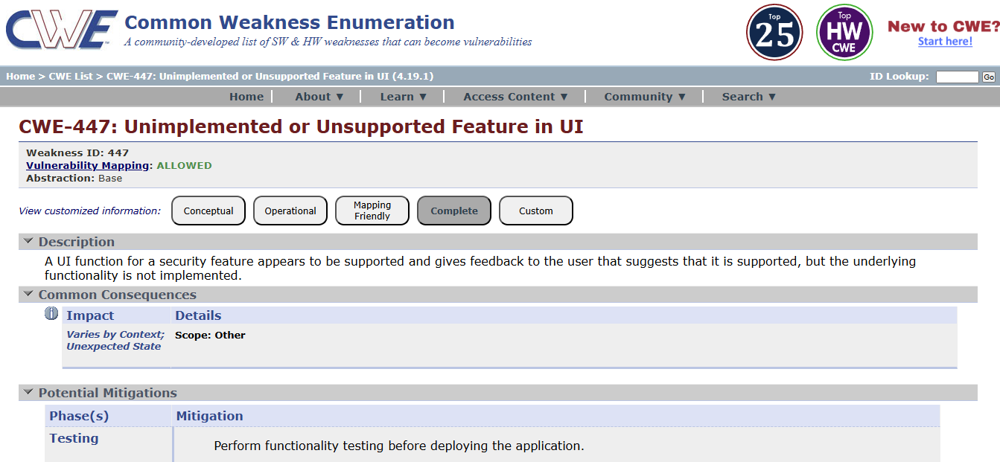 CWE™
Common Weakness Enumeration
A community-developed list of SW & HW weaknesses that can become vulnerabilities
Top
25
Top
HW
CWE
New to CWE?
Start here!
Home > CWE List > CWE-447: Unimplemented or Unsupported Feature in UI (4.19.1)
ID Lookup:
Go
Home
About ▼
Learn ▼
Access Content ▼
Community ▼
Search ▼
CWE-447: Unimplemented or Unsupported Feature in UI
Weakness ID: 447
Vulnerability Mapping: ALLOWED
Abstraction: Base
View customized information:
Conceptual
Operational
Mapping
Friendly
Complete
Custom
Description
A UI function for a security feature appears to be supported and gives feedback to the user that suggests that it is supported, but the underlying
functionality is not implemented.
Common Consequences
Impact
Details
Varies by Context;
Unexpected State
Scope: Other
Potential Mitigations
Phase(s)
Mitigation
Testing
Perform functionality testing before deploying the application.